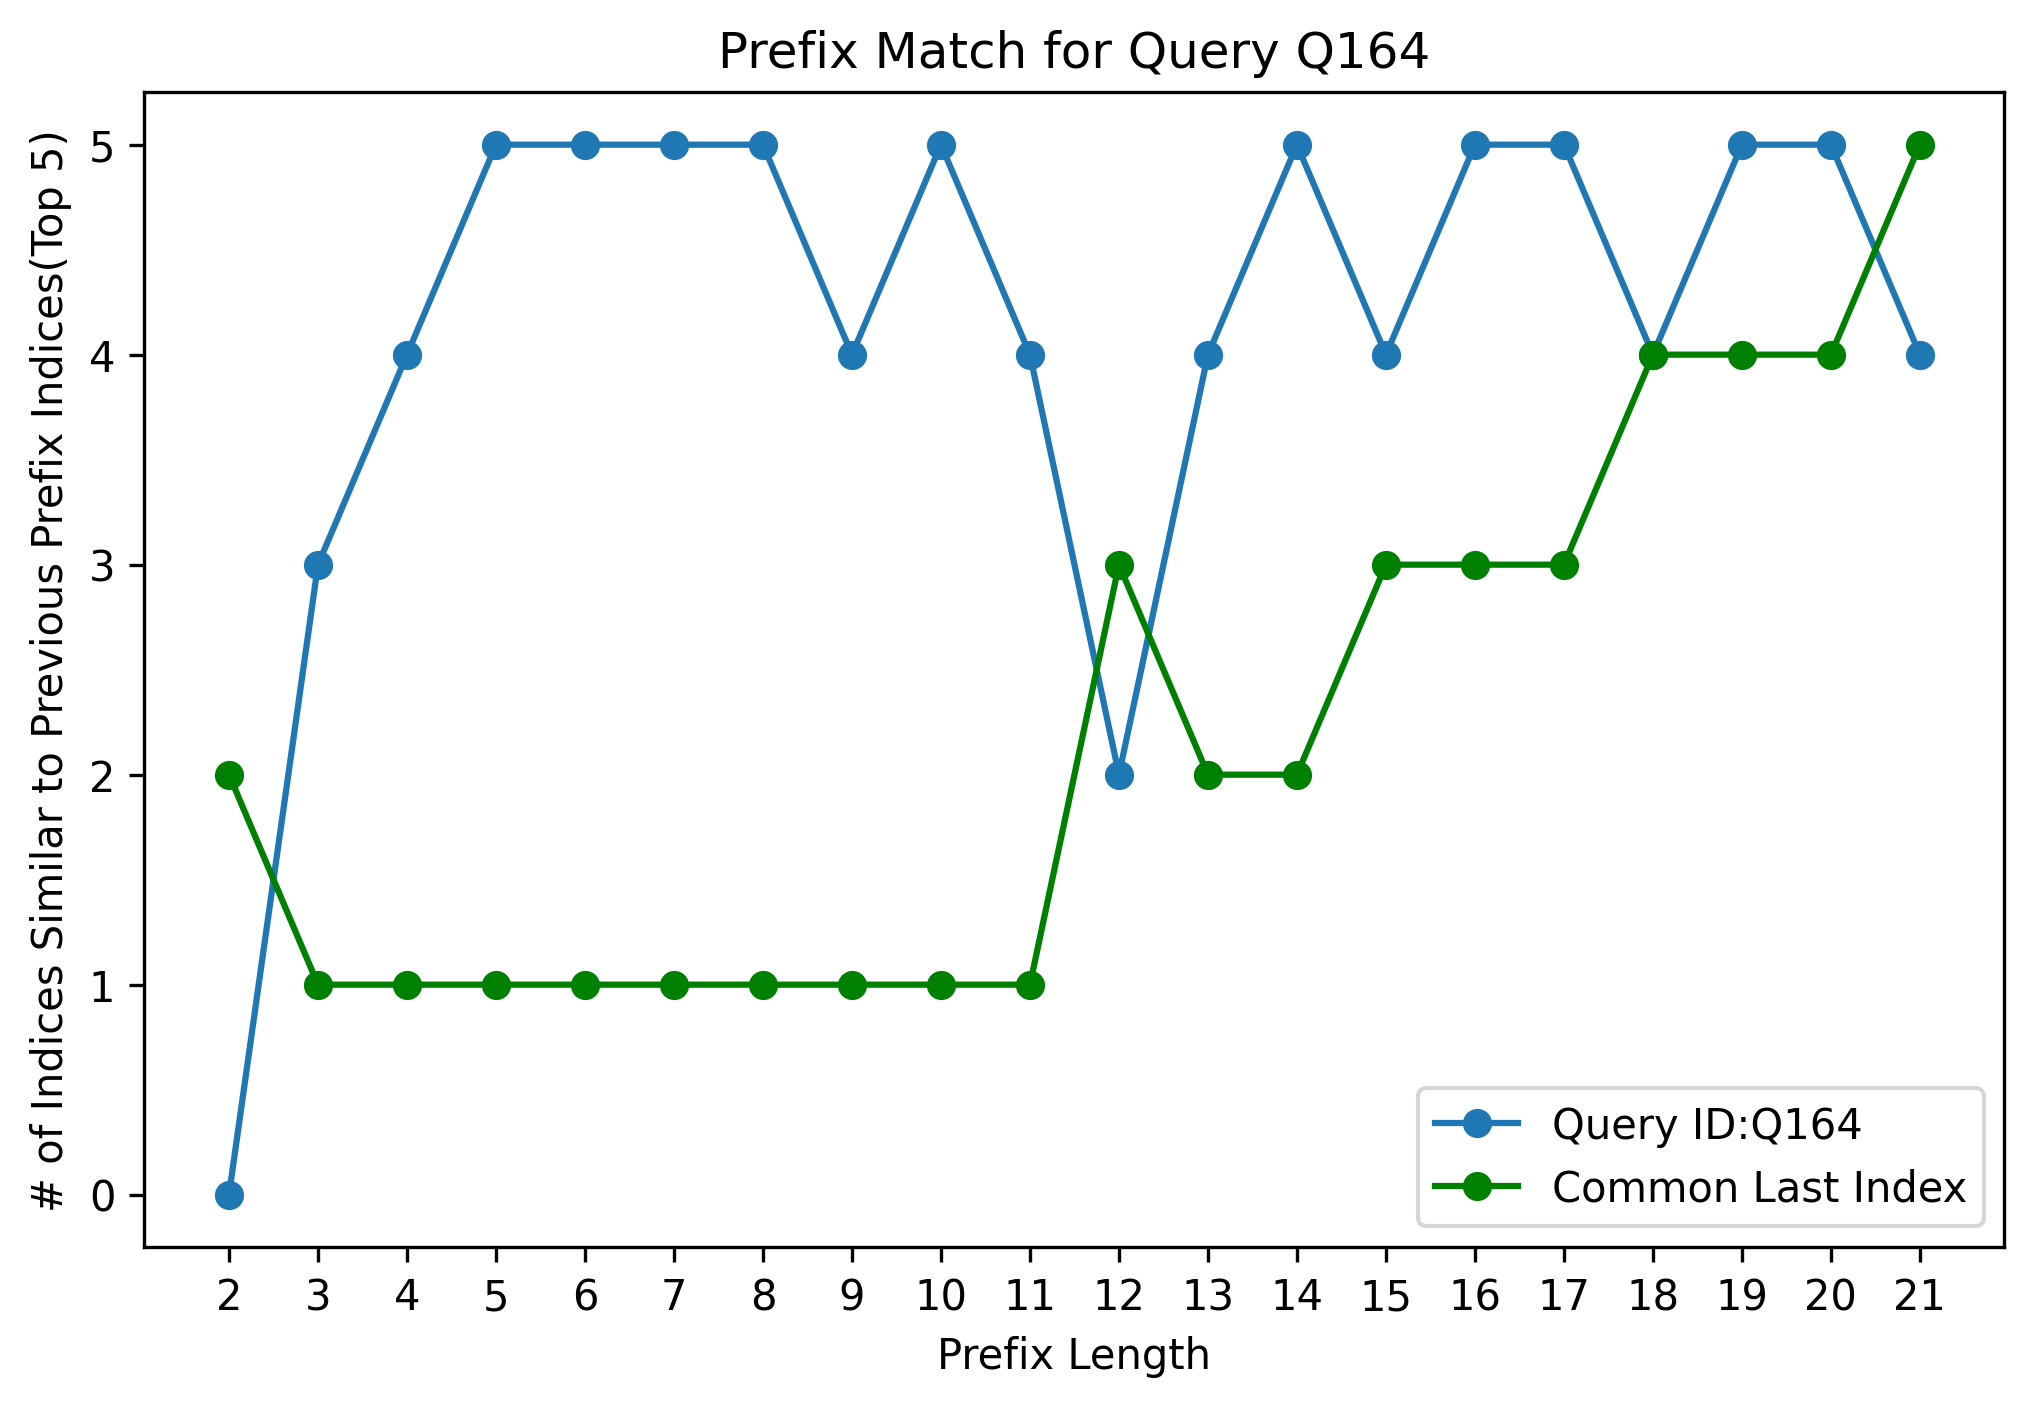 Prefix Match for Query Q164
# of Indices Similar to Previous Prefix Indices(Top 5)
5
4
3
2
1
0
Query ID:Q164
Common Last Index
2 3 4 5 6 7 8 9 10 11 12 13 14 15 16 17 18 19 20 21
Prefix Length